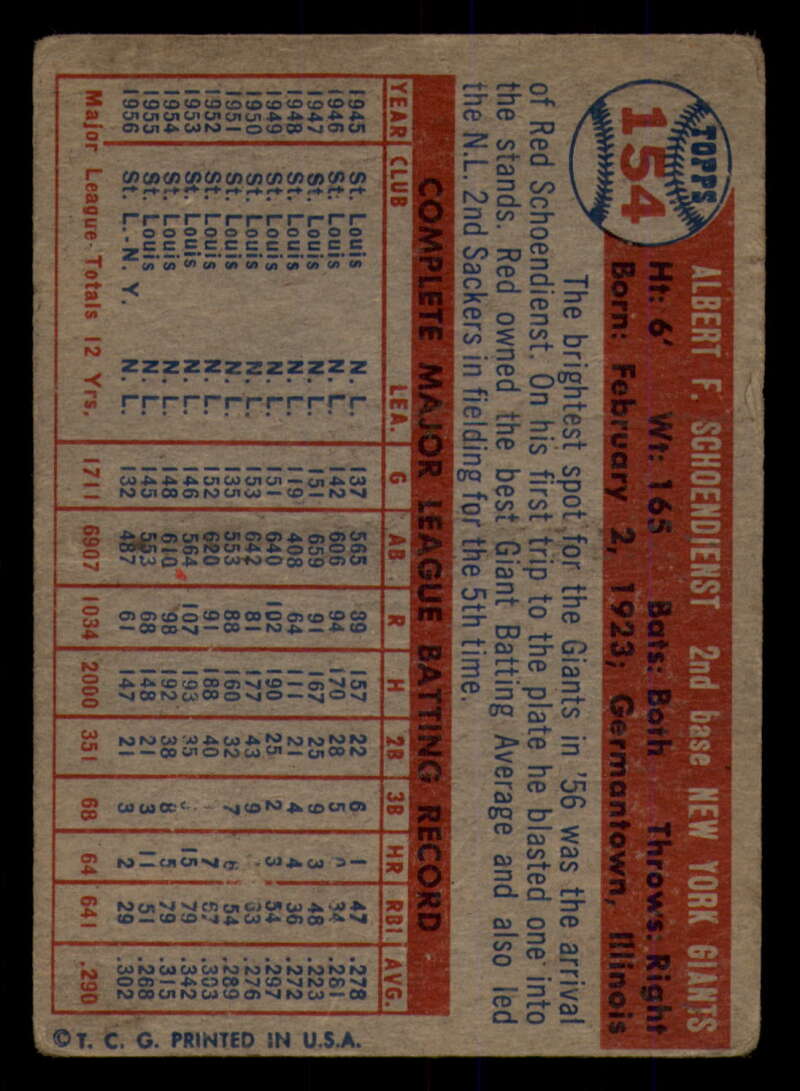 TOPPS
154
ALBERT F. SCHOENDIENST 2nd base NEW YORK GIANTS
Ht: 6' Wt: 165 Bats: Both Throws: Right
Born: February 2, 1923; Germantown, Illinois
The brightest spot for the Giants in '56 was the arrival
of Red Schoendienst. On his first trip to the plate he blasted one into
the stands. Red owned the best Giant Batting Average and also led
the N.L. 2nd Sackers in fielding for the 5th time.
COMPLETE MAJOR LEAGUE BATTING RECORD
YEAR CLUB LEA. G AB R H 2B 3B HR RBI AVG.
1945 St. Louis N. L. 137 565 89 157 22 6 1 47 .278
1946 St. Louis N. L. 142 606 94 170 28 5 0 34 .281
1947 St. Louis N. L. 151 659 91 167 25 9 3 48 .253
1948 St. Louis N. L. 119 408 64 111 21 4 4 36 .272
1949 St. Louis N. L. 151 640 102 190 25 2 3 54 .297
1950 St. Louis N. L. 153 642 81 177 43 9 63 .276
1951 St. Louis N. L. 135 553 88 160 32 7 6 54 .289
1952 St. Louis N. L. 152 620 91 188 40 7 67 .303
1953 St. Louis N. L. 146 564 107 193 35 15 79 .342
1954 St. Louis N. L. 148 610 98 192 38 8 5 79 .315
1955 St. Louis N. L. 145 553 68 148 21 3 11 51 .268
1956 St. L.-N. Y. N. L. 132 487 61 147 21 3 2 29 .302
Major League Totals 12 Yrs. 1711 6907 1034 2000 351 68 64 641 .290
© T. C. G. PRINTED IN U.S.A.